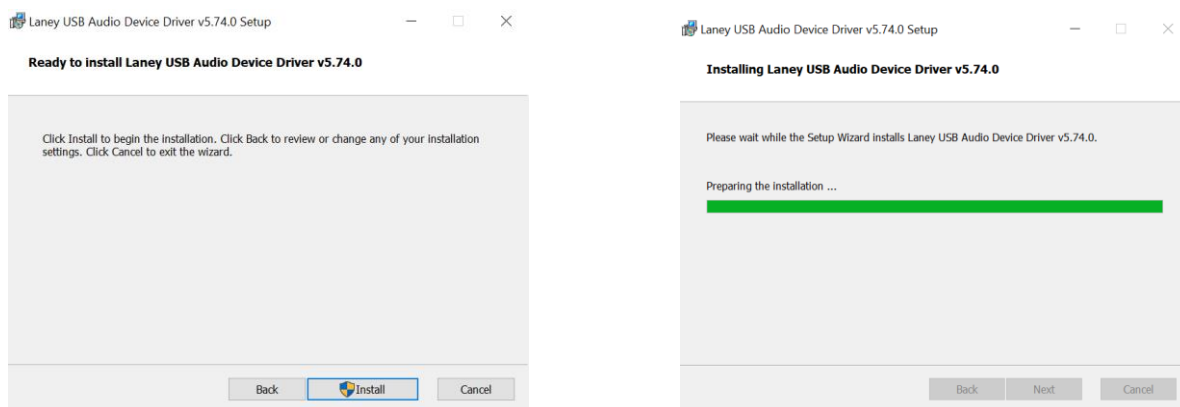 Laney USB Audio Device Driver v5.74.0 Setup
Ready to install Laney USB Audio Device Driver v5.74.0
Click Install to begin the installation. Click Back to review or change any of your installation
settings. Click Cancel to exit the wizard.
Back
Install
Cancel
Laney USB Audio Device Driver v5.74.0 Setup
Installing Laney USB Audio Device Driver v5.74.0
Please wait while the Setup Wizard installs Laney USB Audio Device Driver v5.74.0.
Preparing the installation ...
Back
Next
Cancel